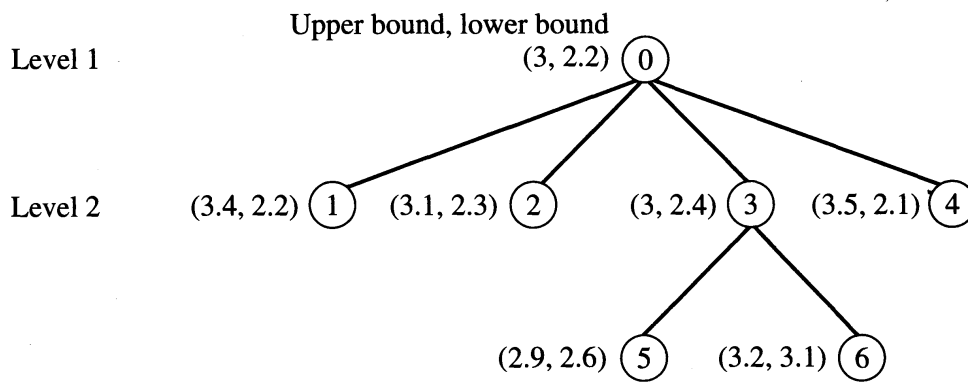 Upper bound, lower bound
Level 1 (3, 2.2) 0
Level 2 (3.4, 2.2) 1 (3.1, 2.3) 2 (3, 2.4) 3 (3.5, 2.1) 4
(2.9, 2.6) 5 (3.2, 3.1) 6